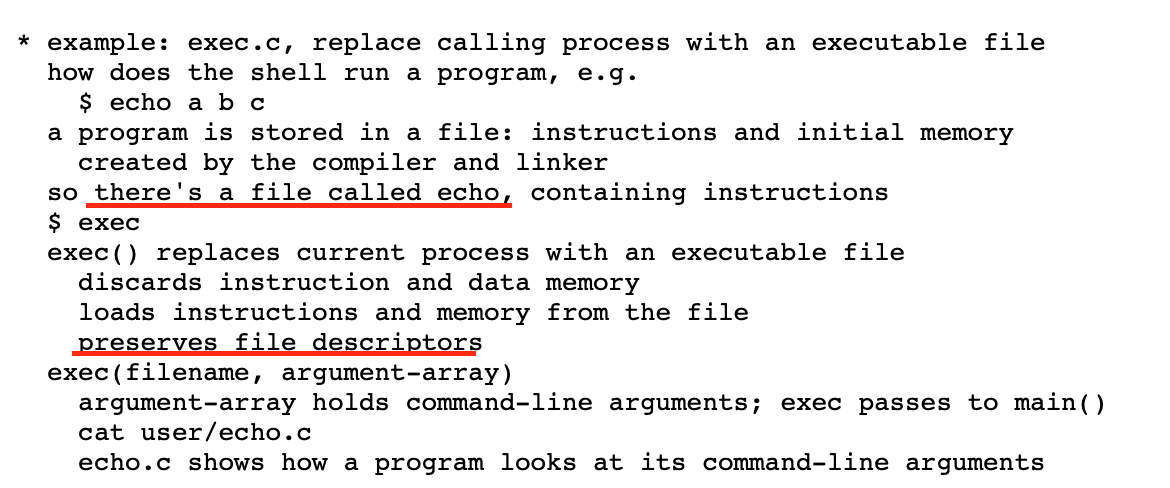 * example: exec.c, replace calling process with an executable file
how does the shell run a program, e.g.
$ echo a b c
a program is stored in a file: instructions and initial memory
created by the compiler and linker
so there's a file called echo, containing instructions
$ exec
exec() replaces current process with an executable file
discards instruction and data memory
loads instructions and memory from the file
preserves file descriptors
exec(filename, argument-array)
argument-array holds command-line arguments; exec passes to main()
cat user/echo.c
echo.c shows how a program looks at its command-line arguments